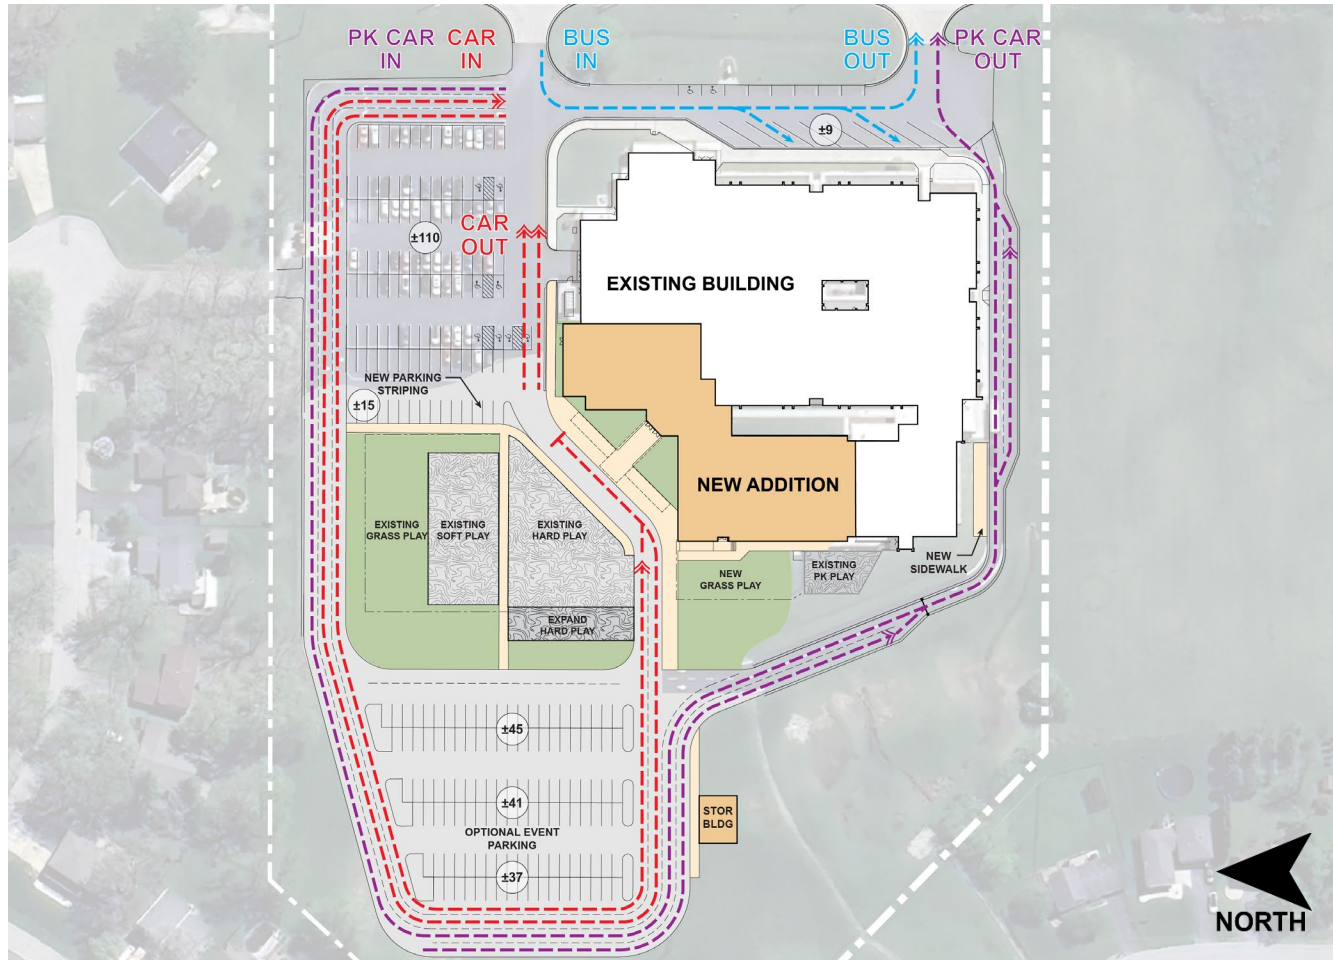 PK CAR
IN
CAR
IN
BUS
IN
BUS
OUT
PK CAR
OUT
±9
CAR
OUT
±110
EXISTING BUILDING
NEW PARKING
STRIPING
±15
NEW ADDITION
EXISTING
GRASS PLAY
EXISTING
SOFT PLAY
EXISTING
HARD PLAY
NEW
GRASS PLAY
EXISTING
PK PLAY
NEW
SIDEWALK
EXPAND
HARD PLAY
±45
±41
OPTIONAL EVENT
PARKING
STOR
BLDG
±37
NORTH